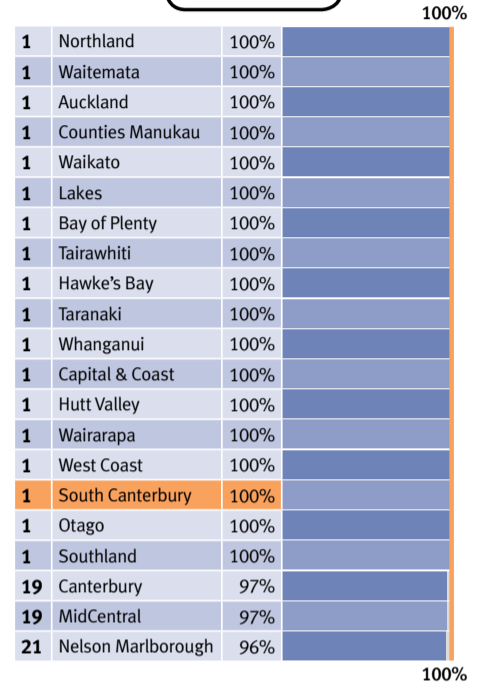 100%
1 Northland 100%
1 Waitemata 100%
1 Auckland 100%
1 Counties Manukau 100%
1 Waikato 100%
1 Lakes 100%
1 Bay of Plenty 100%
1 Tairawhiti 100%
1 Hawke’s Bay 100%
1 Taranaki 100%
1 Whanganui 100%
1 Capital & Coast 100%
1 Hutt Valley 100%
1 Wairarapa 100%
1 West Coast 100%
1 South Canterbury 100%
1 Otago 100%
1 Southland 100%
19 Canterbury 97%
19 MidCentral 97%
21 Nelson Marlborough 96%
100%